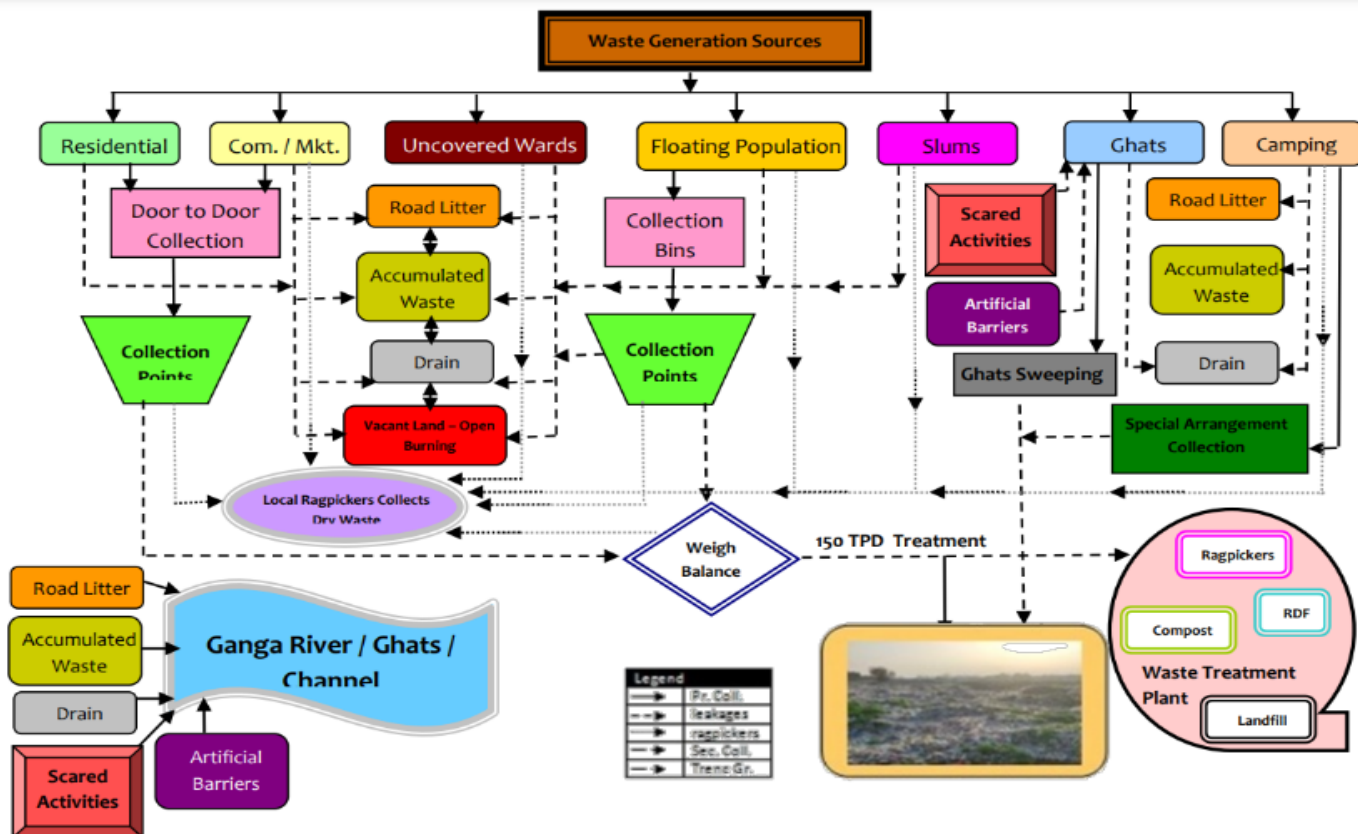 Waste Generation Sources
Residential
Com. / Mkt.
Uncovered Wards
Floating Population
Slums
Ghats
Camping
Door to Door
Collection
Road Litter
Collection
Bins
Scared
Activities
Road Litter
Accumulated
Waste
Accumulated
Waste
Artificial
Barriers
Collection
Points
Drain
Collection
Points
Ghats Sweeping
Drain
Vacant Land – Open
Burning
Special Arrangement
Collection
Local Ragpickers Collects
Dry Waste
Weigh
Balance
150 TPD Treatment
Ragpickers
RDF
Compost
Waste Treatment
Plant
Landfill
Road Litter
Accumulated
Waste
Drain
Scared
Activities
Artificial
Barriers
Ganga River / Ghats /
Channel
Legend
Pr. Coll.
leakages
ragpickers
Sec. Coll.